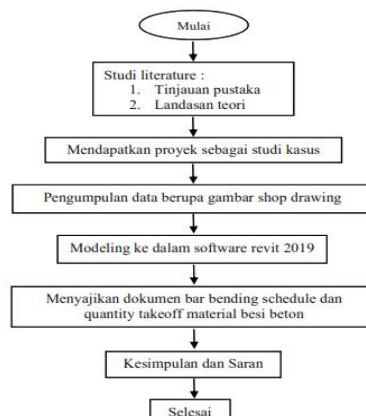 Mulai
Studi literature :
1. Tinjauan pustaka
2. Landasan teori
Mendapatkan proyek sebagai studi kasus
Pengumpulan data berupa gambar shop drawing
Modeling ke dalam software revit 2019
Menyajikan dokumen bar bending schedule dan
quantity takeoff material besi beton
Kesimpulan dan Saran
Selesai